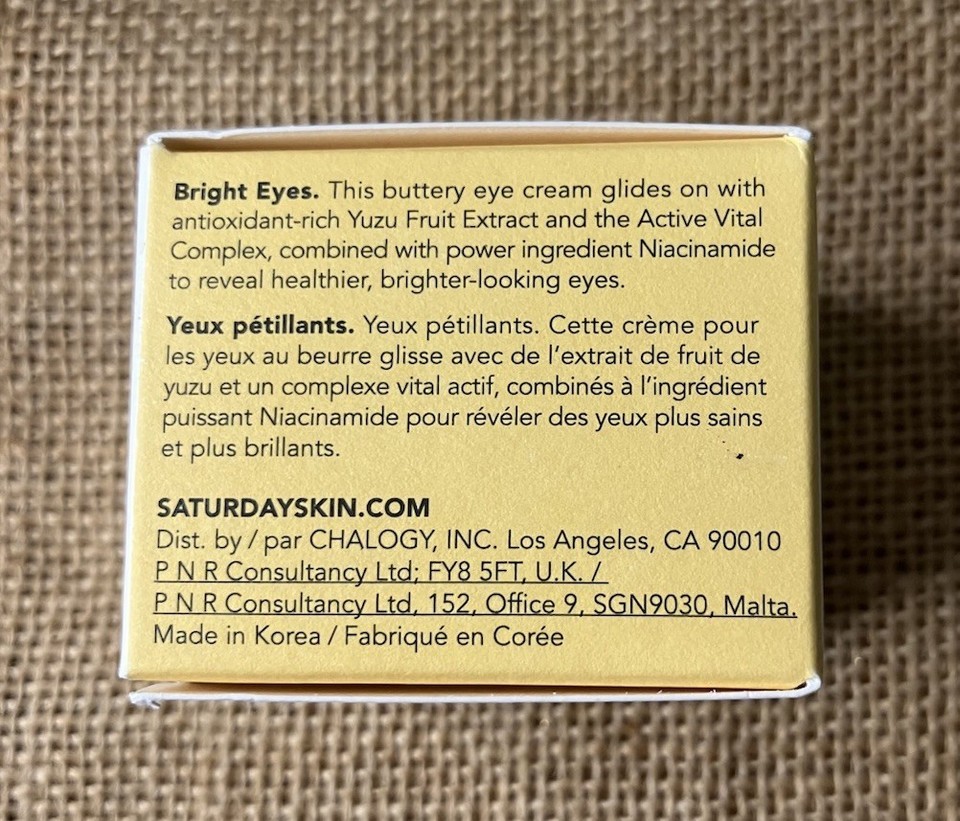 Bright Eyes. This buttery eye cream glides on with
antioxidant-rich Yuzu Fruit Extract and the Active Vital
Complex, combined with power ingredient Niacinamide
to reveal healthier, brighter-looking eyes.
Yeux pétillants. Yeux pétillants. Cette crème pour
les yeux au beurre glisse avec de l'extrait de fruit de
yuzu et un complexe vital actif, combinés à l'ingrédient
puissant Niacinamide pour révéler des yeux plus sains
et plus brillants.
SATURDAYSKIN.COM
Dist. by / par CHALOGY, INC. Los Angeles, CA 90010
P N R Consultancy Ltd; FY8 5FT, U.K. /
P N R Consultancy Ltd, 152, Office 9, SGN9030, Malta.
Made in Korea / Fabriqué en Corée